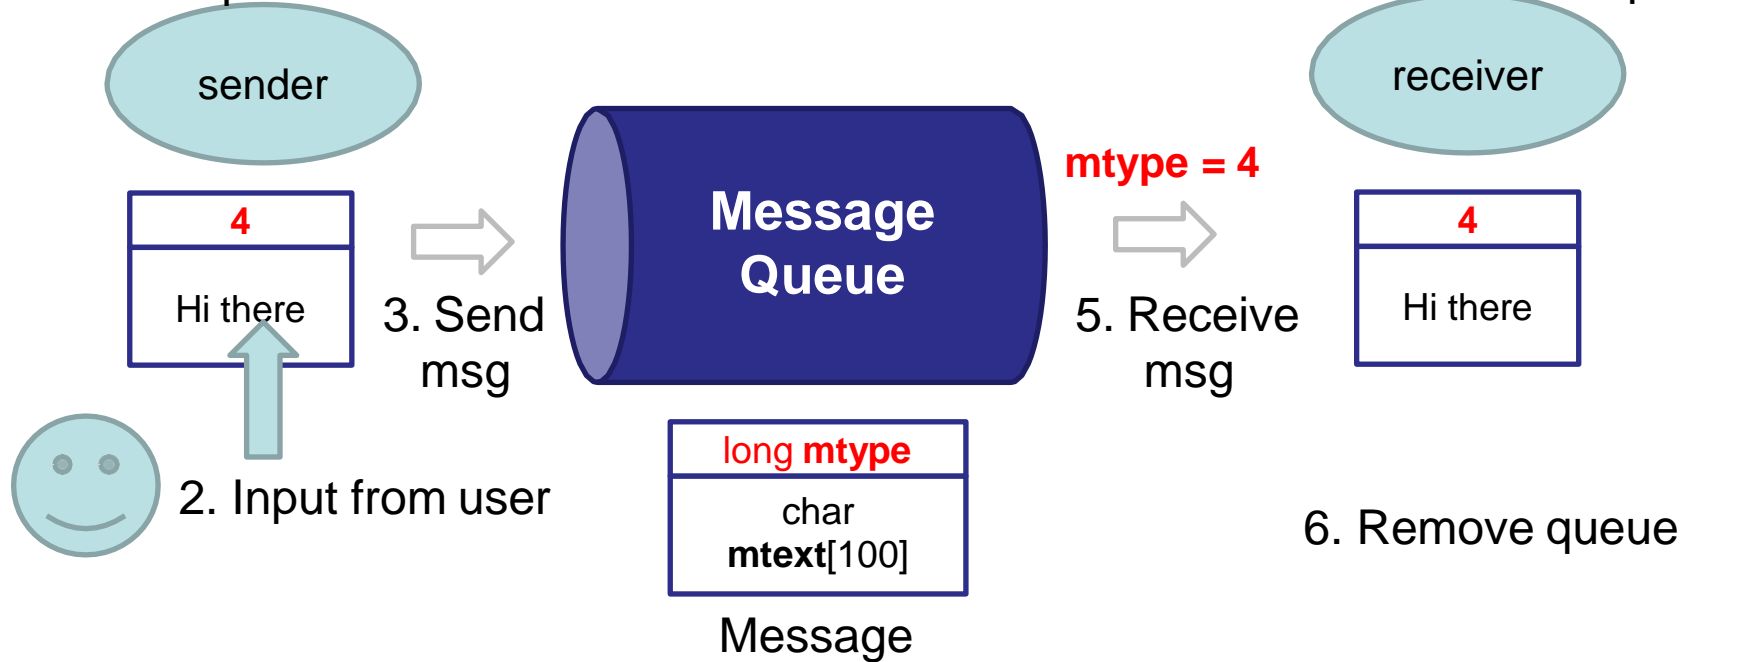 sender
receiver
mtype = 4
4
Hi there
3. Send
msg
Message
Queue
5. Receive
msg
4
Hi there
long mtype
char
mtext[100]
Message
2. Input from user
6. Remove queue